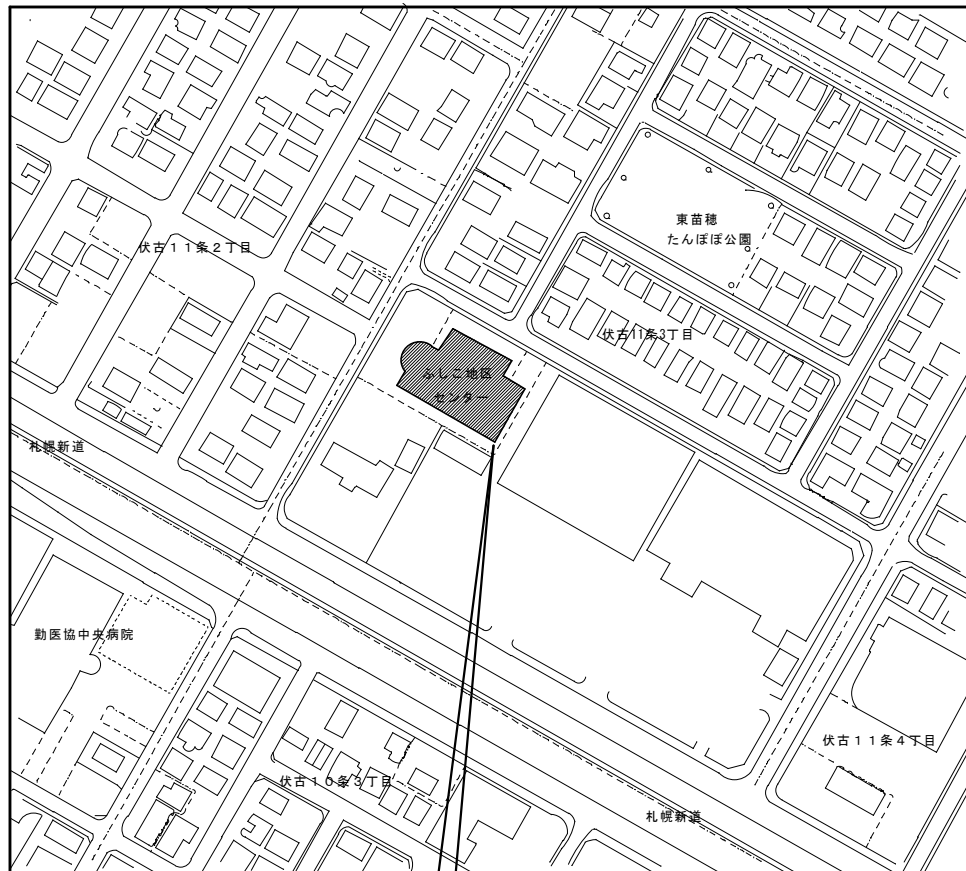 東苗穂
たんぽぽ公園
伏古１１条２丁目
伏古11条3丁目
ふしこ地区
センター
札幌新道
勤医協中央病院
伏古１１条４丁目
伏古１０条３丁目
札幌新道